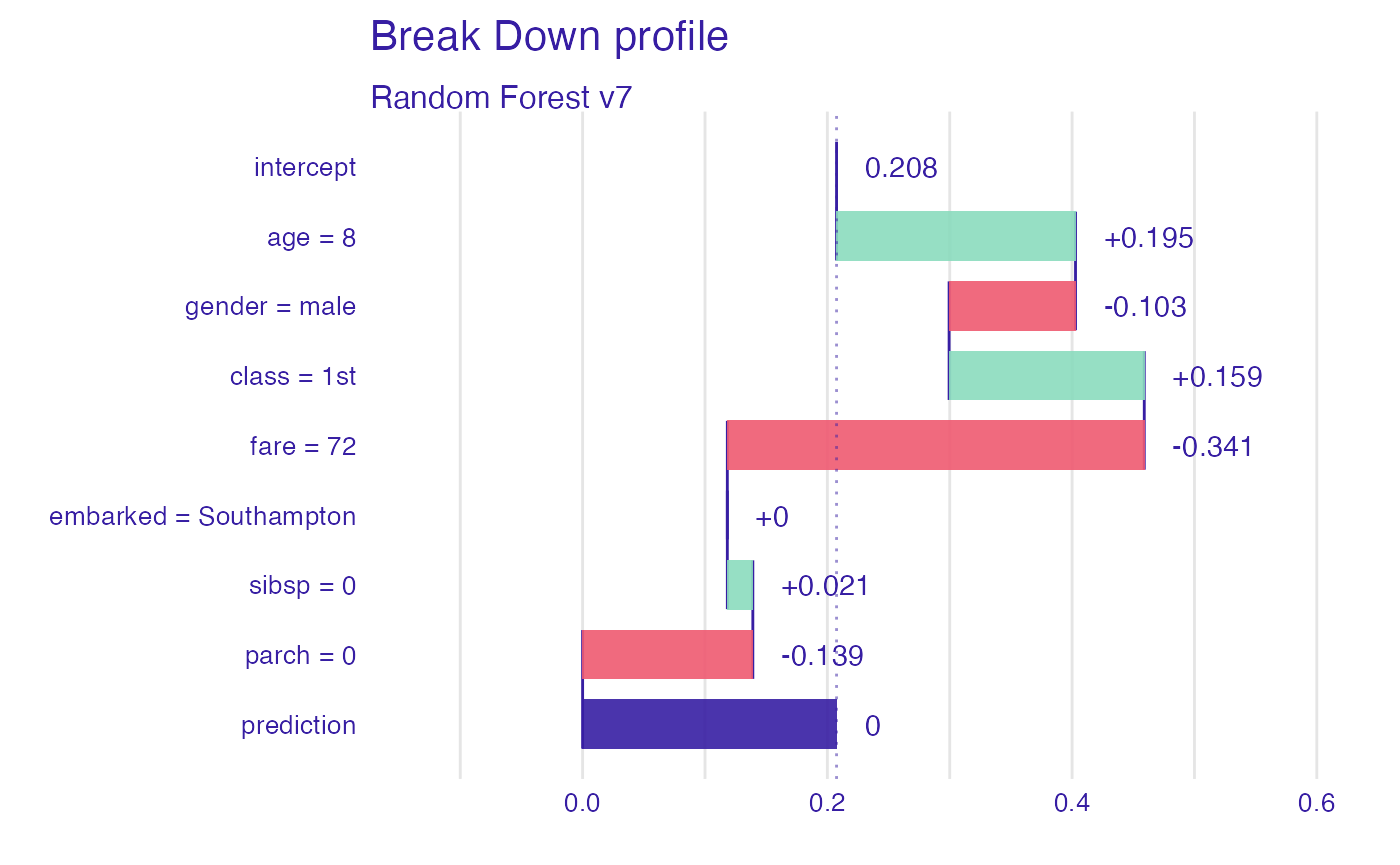 Break Down profile
Random Forest v7
intercept 0.208
age = 8 +0.195
gender = male -0.103
class = 1st +0.159
fare = 72 -0.341
embarked = Southampton +0
sibsp = 0 +0.021
parch = 0 -0.139
prediction 0
0.0 0.2 0.4 0.6